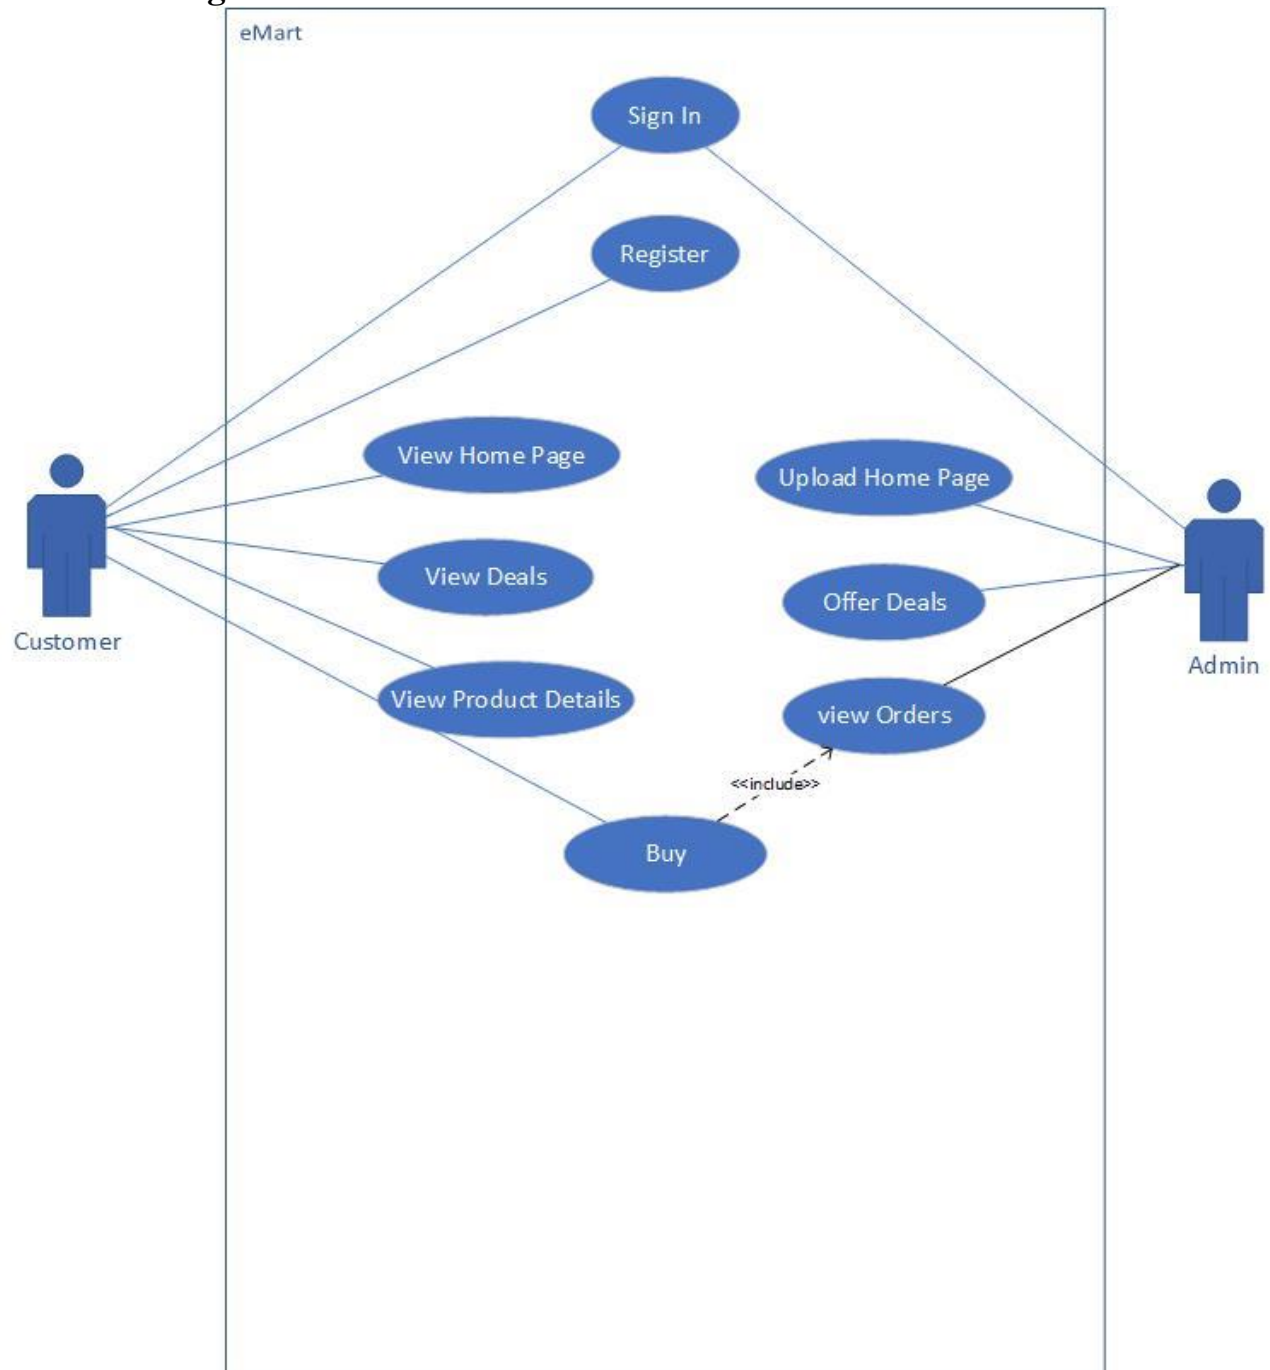 eMart
Sign In
Register
View Home Page
Upload Home Page
View Deals
Offer Deals
Customer
Admin
View Product Details
view Orders
<<include>>
Buy